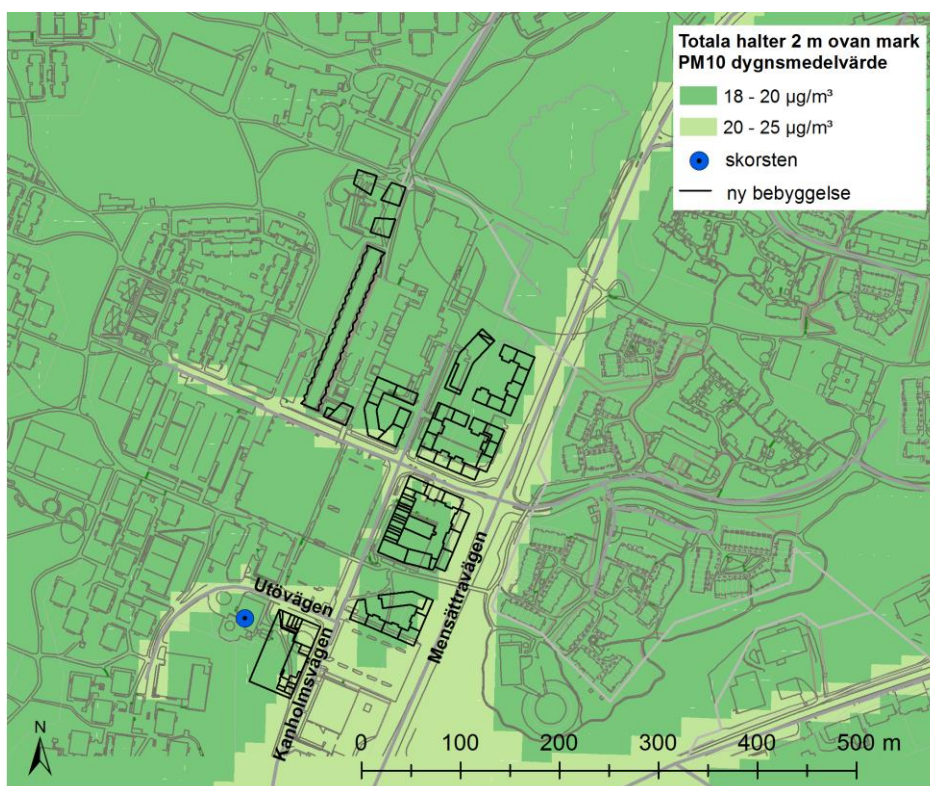 Totala halter 2 m ovan mark
PM10 dygnsmedelvärde
18 - 20 µg/m³
20 - 25 µg/m³
skorsten
ny bebyggelse
Utövägen
Kanholmsvägen
Mensättravägen
N
0 100 200 300 400 500 m